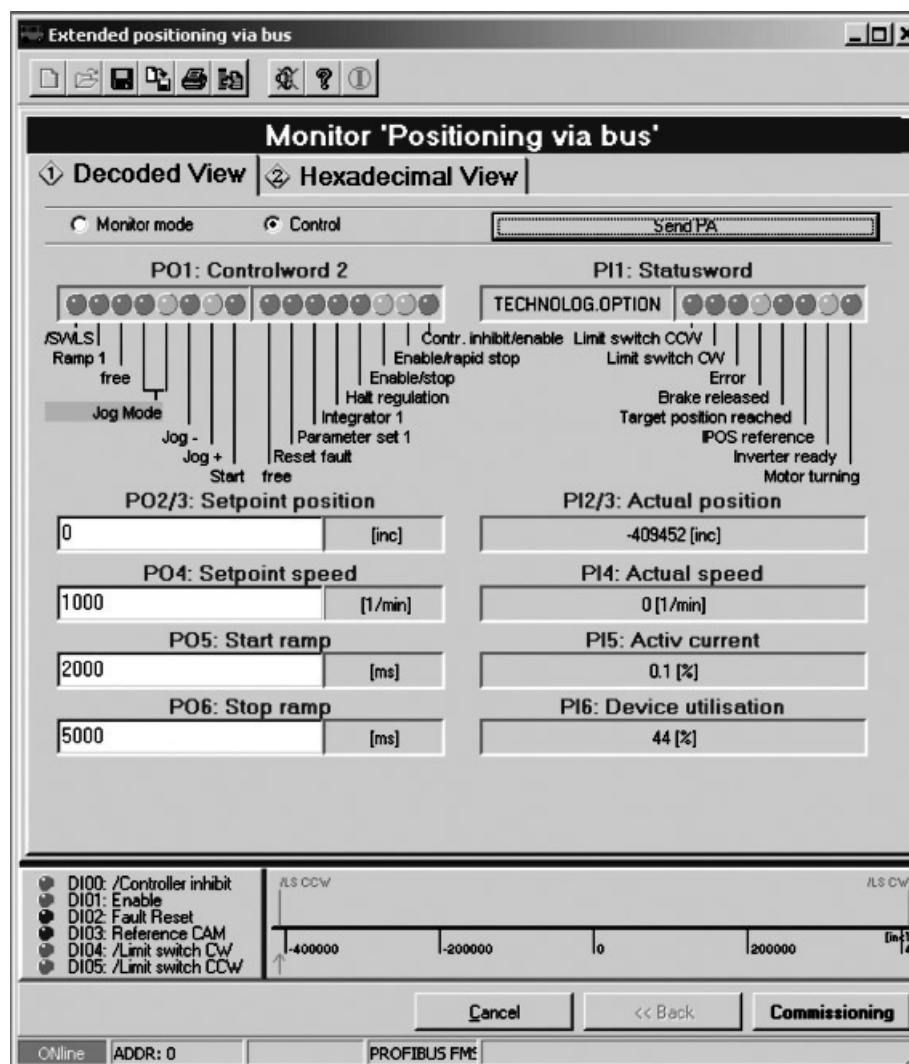 Extended positioning via bus
Monitor 'Positioning via bus'
1 Decoded View
2 Hexadecimal View
Monitor mode
Control
Send PA
PO1: Controlword 2
PI1: Statusword
TECHNOLOG.OPTION
/SWLS
Ramp 1
free
Jog Mode
Jog -
Jog +
Start
free
Reset fault
Parameter set 1
Integrator 1
Halt regulation
Enable/stop
Enable/rapid stop
Contr. inhibit/enable
Limit switch CCW
Limit switch CW
Error
Brake released
Target position reached
IPOS reference
Inverter ready
Motor turning
PO2/3: Setpoint position
0 [inc]
PI2/3: Actual position
-409452 [inc]
PO4: Setpoint speed
1000 [1/min]
PI4: Actual speed
0 [1/min]
PO5: Start ramp
2000 [ms]
PI5: Activ current
0.1 [%]
PO6: Stop ramp
5000 [ms]
PI6: Device utilisation
44 [%]
DI00: /Controller inhibit
DI01: Enable
DI02: Fault Reset
DI03: Reference CAM
DI04: /Limit switch CW
DI05: /Limit switch CCW
/LS CCW
/LS CW
-400000 -200000 0 200000
Cancel
<< Back
Commissioning
ONline
ADDR: 0
PROFIBUS FMS